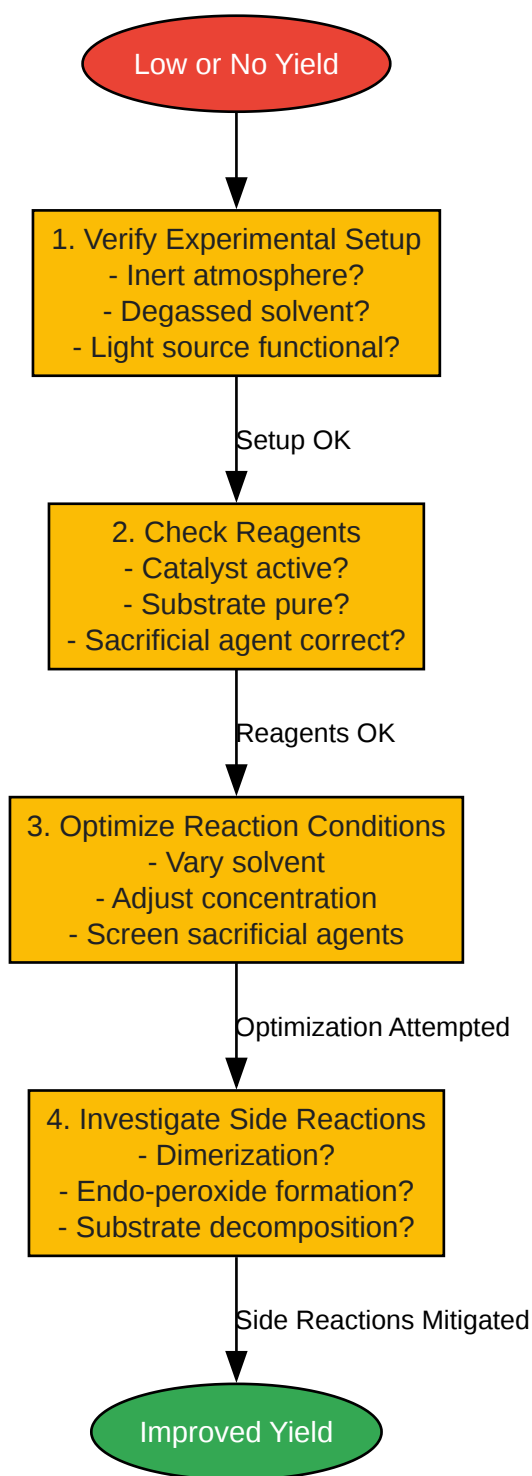 Low or No Yield
1. Verify Experimental Setup
- Inert atmosphere?
- Degassed solvent?
- Light source functional?
Setup OK
2. Check Reagents
- Catalyst active?
- Substrate pure?
- Sacrificial agent correct?
Reagents OK
3. Optimize Reaction Conditions
- Vary solvent
- Adjust concentration
- Screen sacrificial agents
Optimization Attempted
4. Investigate Side Reactions
- Dimerization?
- Endo-peroxide formation?
- Substrate decomposition?
Side Reactions Mitigated
Improved Yield